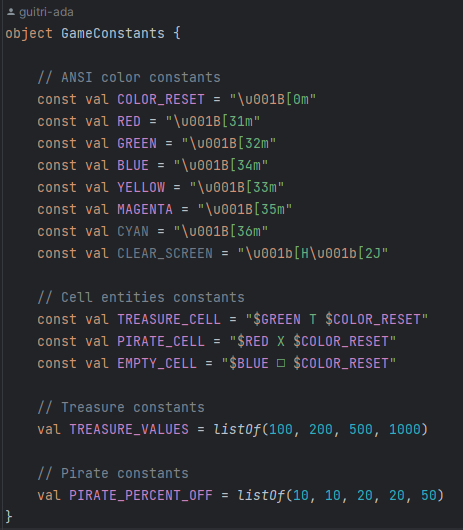 guitri-ada
object GameConstants {
// ANSI color constants
const val COLOR_RESET = "\u001B[0m"
const val RED = "\u001B[31m"
const val GREEN = "\u001B[32m"
const val BLUE = "\u001B[34m"
const val YELLOW = "\u001B[33m"
const val MAGENTA = "\u001B[35m"
const val CYAN = "\u001B[36m"
const val CLEAR_SCREEN = "\u001b[H\u001b[2J"
// Cell entities constants
const val TREASURE_CELL = "$GREEN T $COLOR_RESET"
const val PIRATE_CELL = "$RED X $COLOR_RESET"
const val EMPTY_CELL = "$BLUE □ $COLOR_RESET"
// Treasure constants
val TREASURE_VALUES = listOf(100, 200, 500, 1000)
// Pirate constants
val PIRATE_PERCENT_OFF = listOf(10, 10, 20, 20, 50)
}